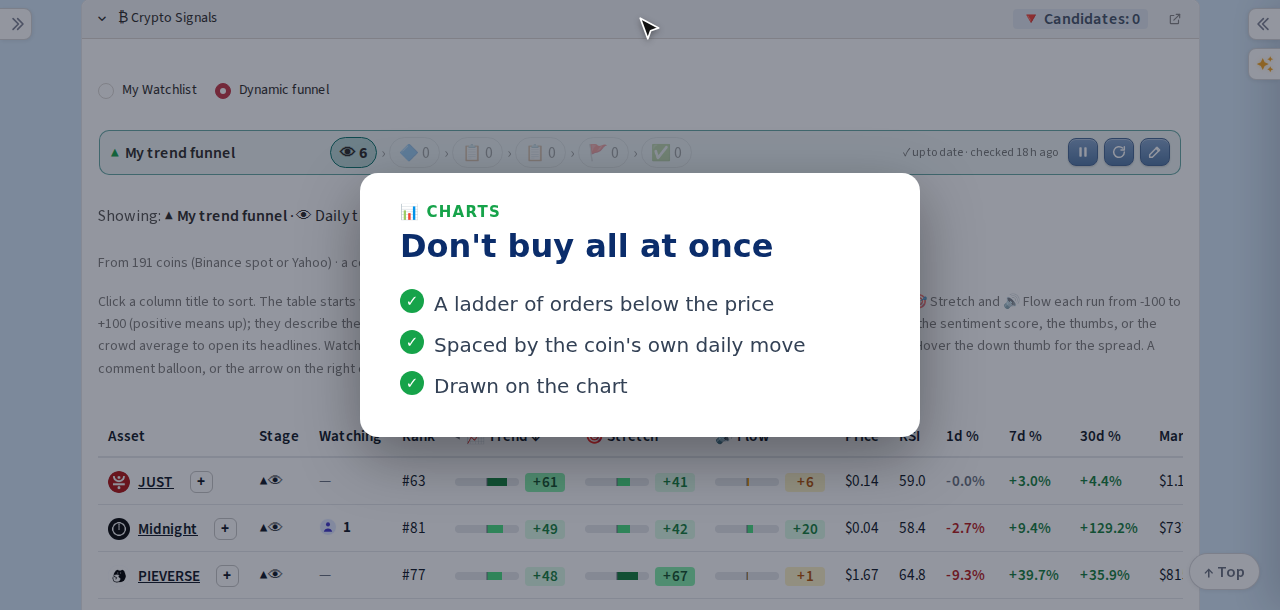 ₿ Crypto Signals
Candidates: 0
My Watchlist
Dynamic funnel
My trend funnel
6 › 0 › 0 › 0 › 0 › 0
✓ up to date · checked 18 h ago
Showing: ▲ My trend funnel · Daily t
From 191 coins (Binance spot or Yahoo) · a c
Click a column title to sort. The table starts
Stretch and Flow each run from -100 to
+100 (positive means up); they describe the
the sentiment score, the thumbs, or the
crowd average to open its headlines. Watch
Hover the down thumb for the spread. A
comment balloon, or the arrow on the right
CHARTS
Don't buy all at once
✓ A ladder of orders below the price
✓ Spaced by the coin's own daily move
✓ Drawn on the chart
Asset Stage Watching Rank Trend Stretch Flow Price RSI 1d % 7d % 30d % Mar
JUST + — #63 +61 +41 +6 $0.14 59.0 -0.0% +3.0% +4.4% $1.1
Midnight + 1 #81 +49 +42 +20 $0.04 58.4 -2.7% +9.4% +129.2% $73
PIEVERSE + — #77 +48 +67 +1 $1.67 64.8 -9.3% +39.7% +35.9% $81
↑ Top